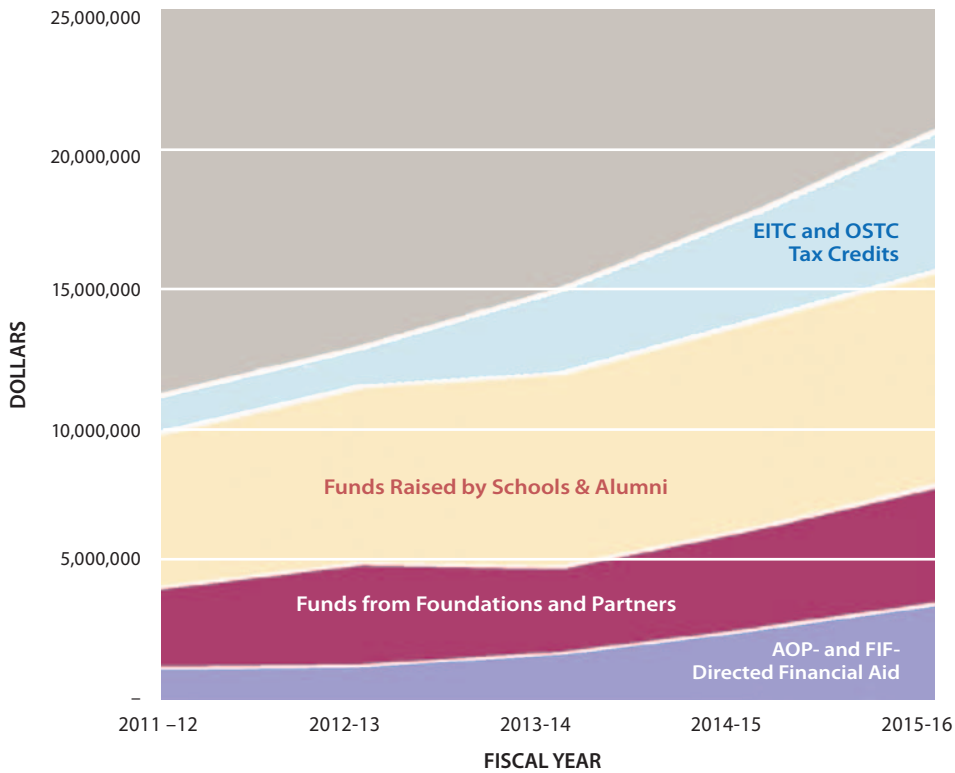 25,000,000
20,000,000
15,000,000
10,000,000
5,000,000
–
DOLLARS
EITC and OSTC
Tax Credits
Funds Raised by Schools & Alumni
Funds from Foundations and Partners
AOP- and FIF-
Directed Financial Aid
2011 –12 2012-13 2013-14 2014-15 2015-16
FISCAL YEAR